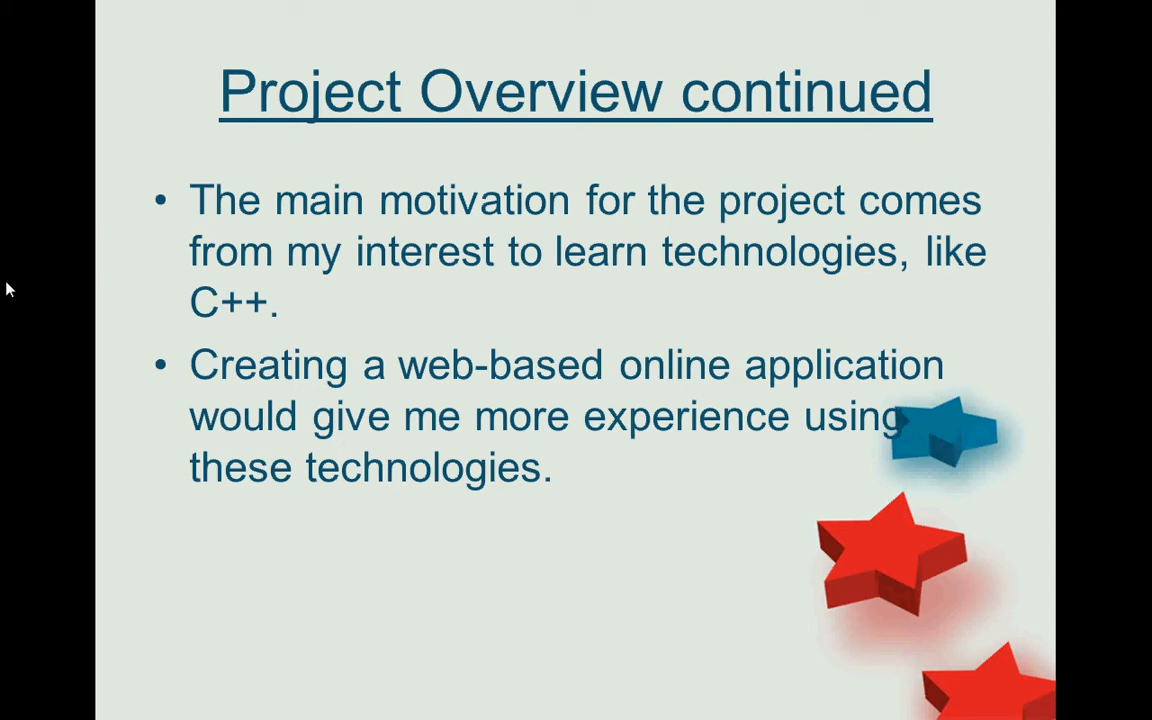 Project Overview continued
• The main motivation for the project comes
from my interest to learn technologies, like
C++.
• Creating a web-based online application
would give me more experience using
these technologies.